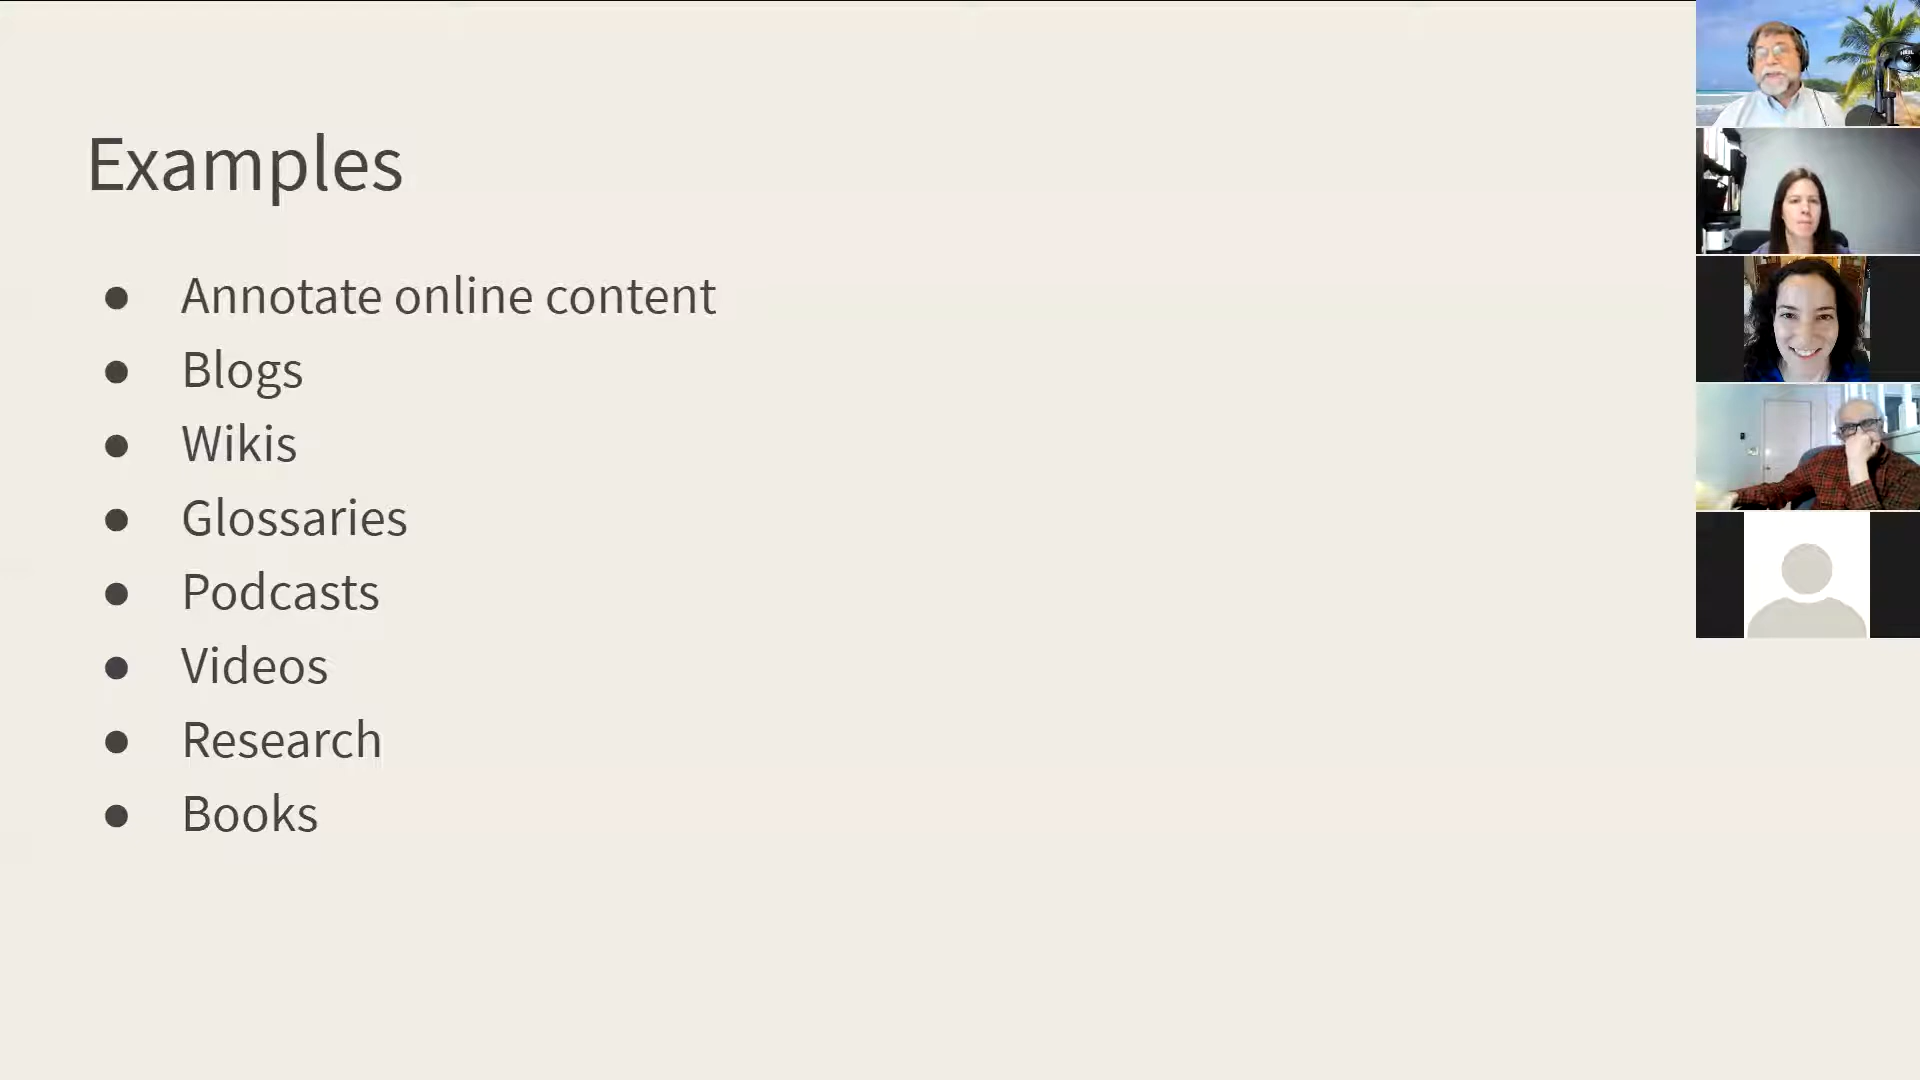 Examples
● Annotate online content
● Blogs
● Wikis
● Glossaries
● Podcasts
● Videos
● Research
● Books